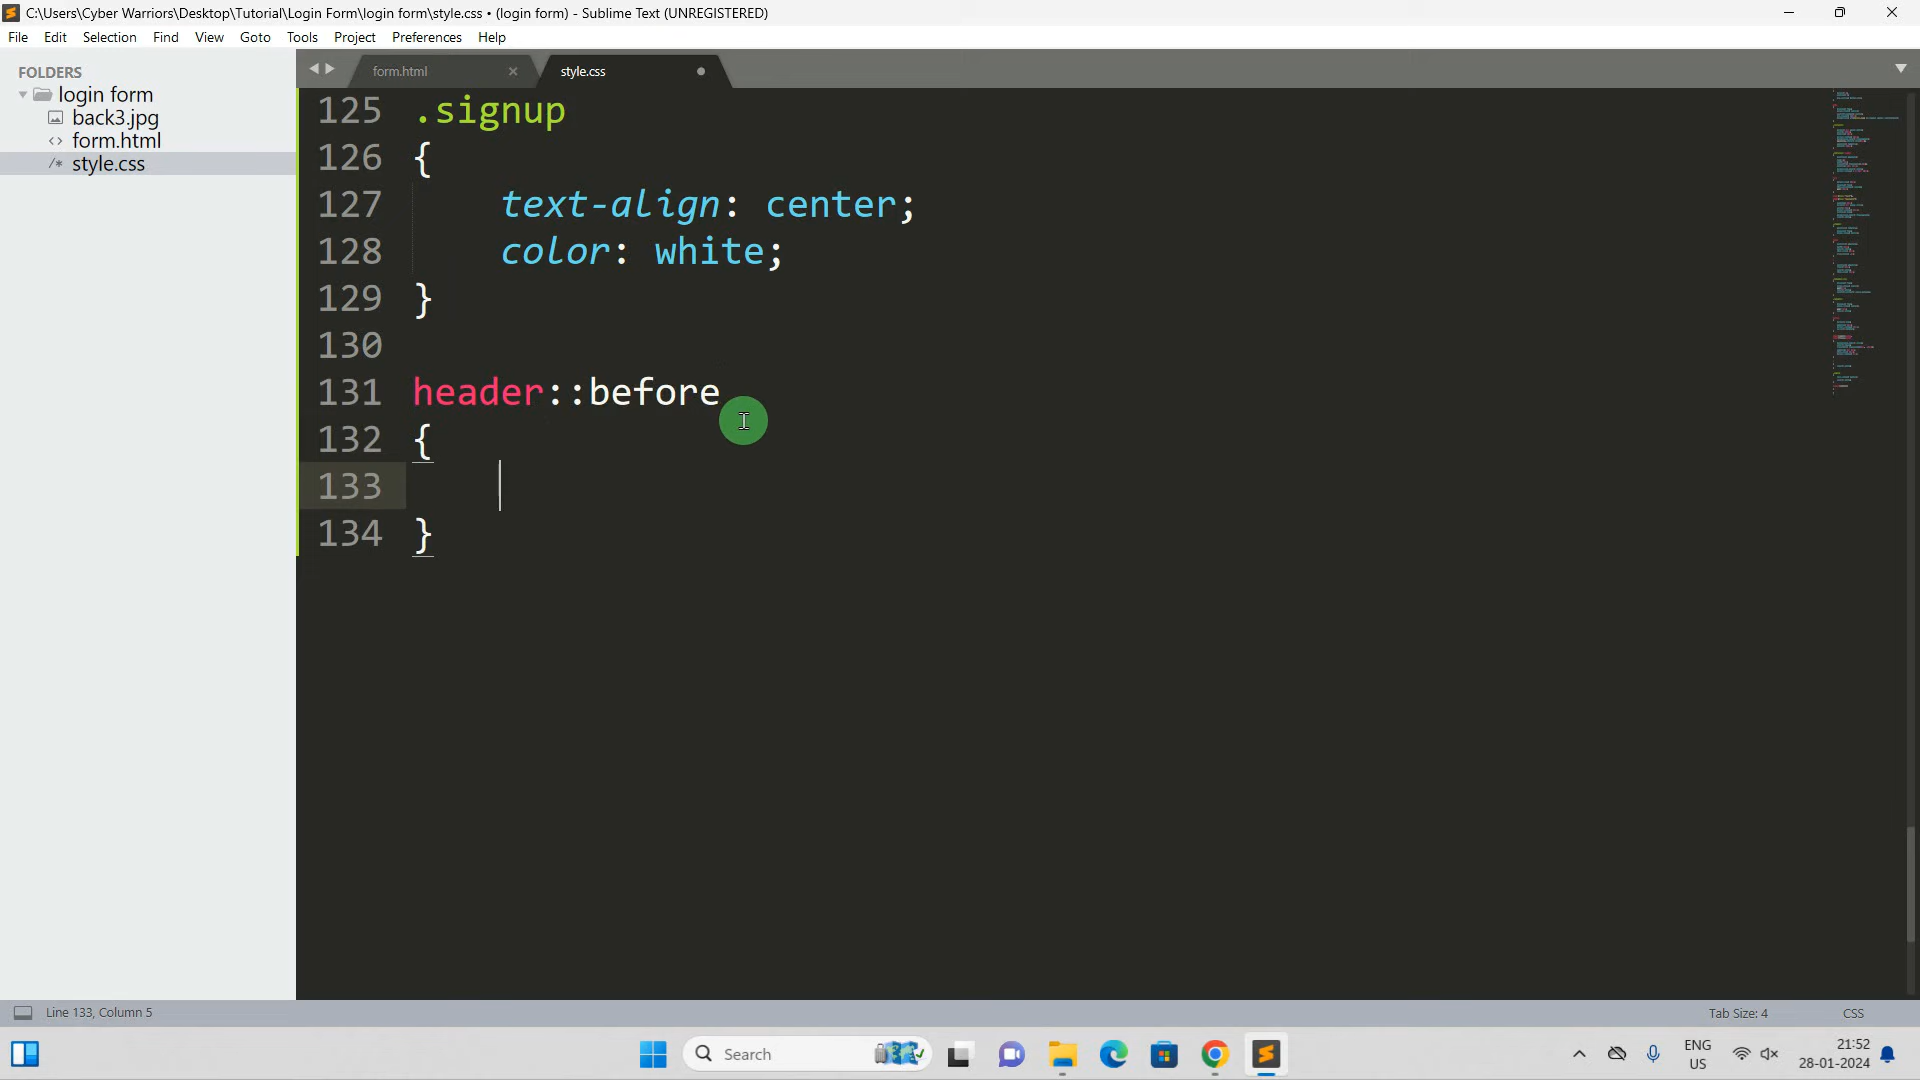 C:\Users\Cyber Warriors\Desktop\Tutorial\Login Form\login form\style.css • (login form) - Sublime Text (UNREGISTERED)
File Edit Selection Find View Goto Tools Project Preferences Help
FOLDERS
login form
back3.jpg
<> form.html
/* style.css
form.html
style.css
125 .signup
126 {
127 text-align: center;
128 color: white;
129 }
130
131 header::before
132 {
133
134 }
Line 133, Column 5
Tab Size: 4
CSS
Search
ENG
US
21:52
28-01-2024